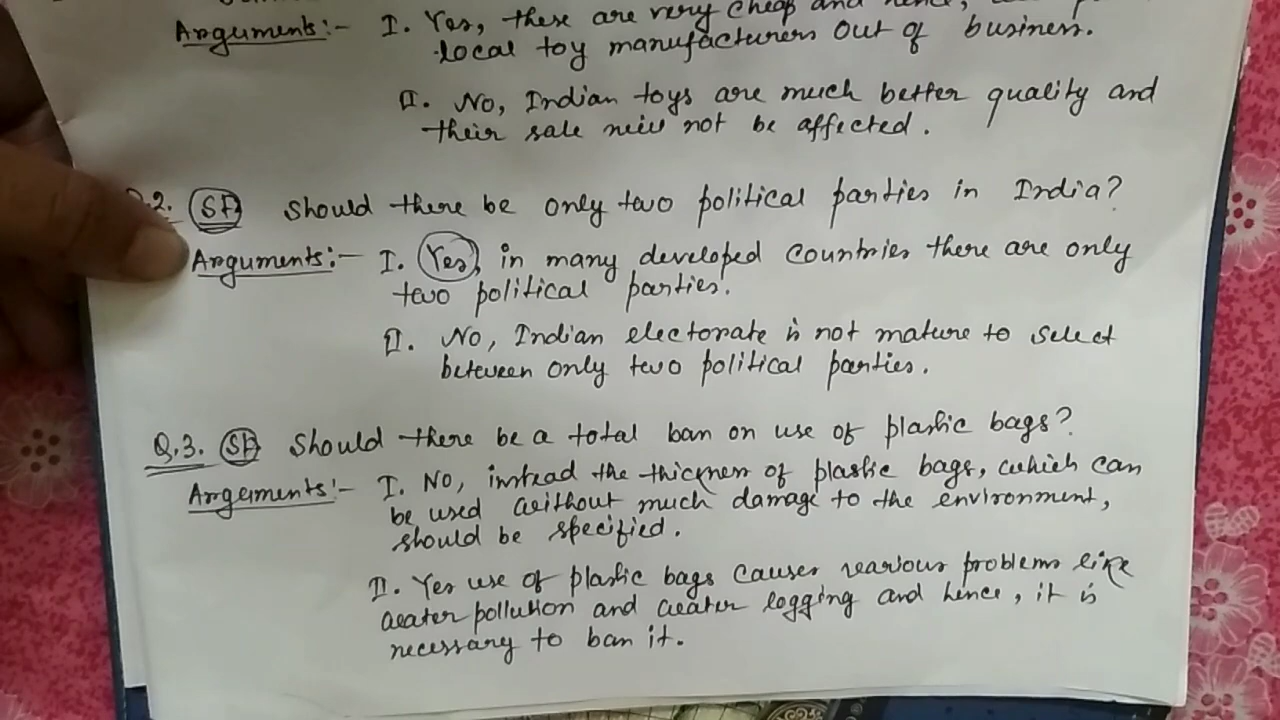 Arguments:- I. Yes, these are very cheap and hence,
local toy manufacturers out of business.
II. No, Indian toys are much better quality and
their sale will not be affected.
Q.2. St Should there be only two political parties in India?
Arguments:- I. Yes, in many developed countries there are only
two political parties.
II. No, Indian electorate is not mature to select
between only two political parties.
Q.3. St Should there be a total ban on use of plastic bags?
Arguments:- I. No, instead the thickness of plastic bags, which can
be used without much damage to the environment,
should be specified.
II. Yes use of plastic bags causes various problems like
water pollution and water logging and hence, it is
necessary to ban it.